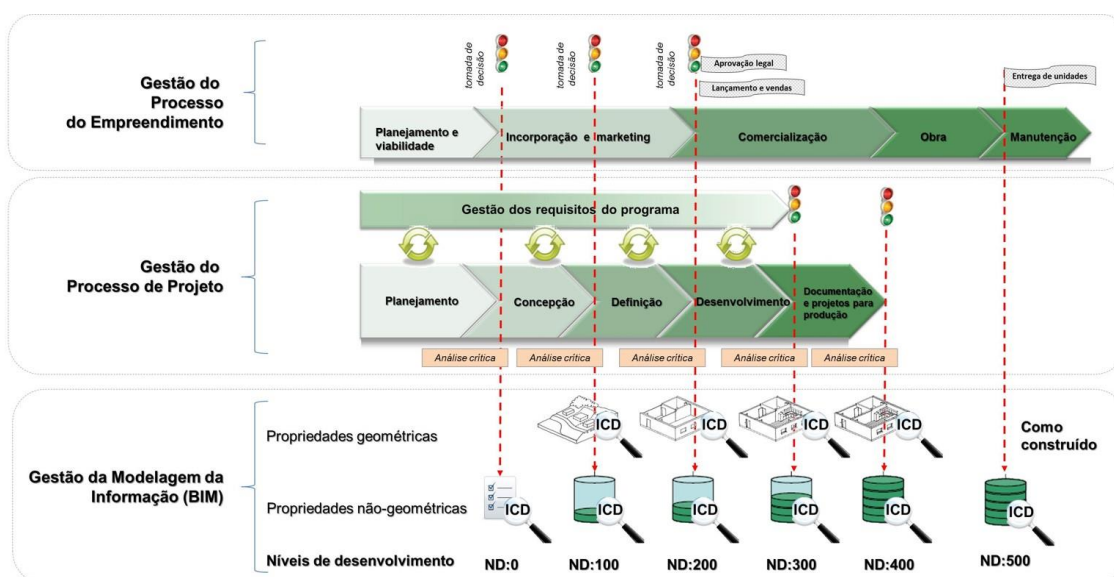 Gestão do
Processo
do Empreendimento
tomada de
decisão
tomada de
decisão
tomada de
decisão
Aprovação legal
Lançamento e vendas
Entrega de unidades
Planejamento e
viabilidade
Incorporação e marketing
Comercialização
Obra
Manutenção
Gestão do
Processo de Projeto
Gestão dos requisitos do programa
Planejamento
Concepção
Definição
Desenvolvimento
Documentação
e projetos para
produção
Análise crítica
Análise crítica
Análise crítica
Análise crítica
Análise crítica
Gestão da Modelagem da
Informação (BIM)
Propriedades geométricas
ICD
ICD
ICD
ICD
Como
construído
Propriedades não-geométricas
ICD
ICD
ICD
ICD
ICD
ICD
Níveis de desenvolvimento
ND:0
ND:100
ND:200
ND:300
ND:400
ND:500